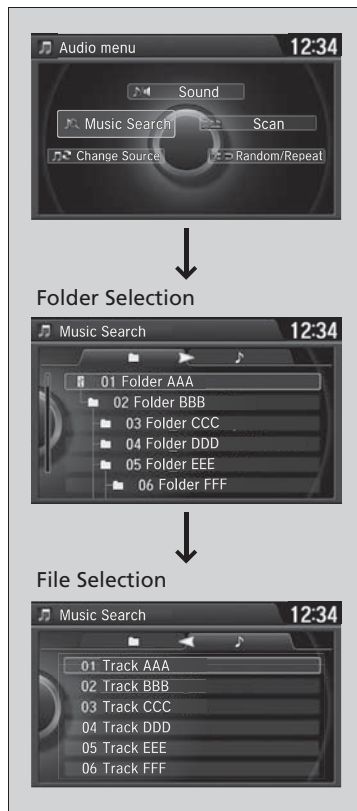 Audio menu 12:34
Sound
Music Search Scan
Change Source Random/Repeat
Folder Selection
Music Search 12:34
01 Folder AAA
02 Folder BBB
03 Folder CCC
04 Folder DDD
05 Folder EEE
06 Folder FFF
File Selection
Music Search 12:34
01 Track AAA
02 Track BBB
03 Track CCC
04 Track DDD
05 Track EEE
06 Track FFF